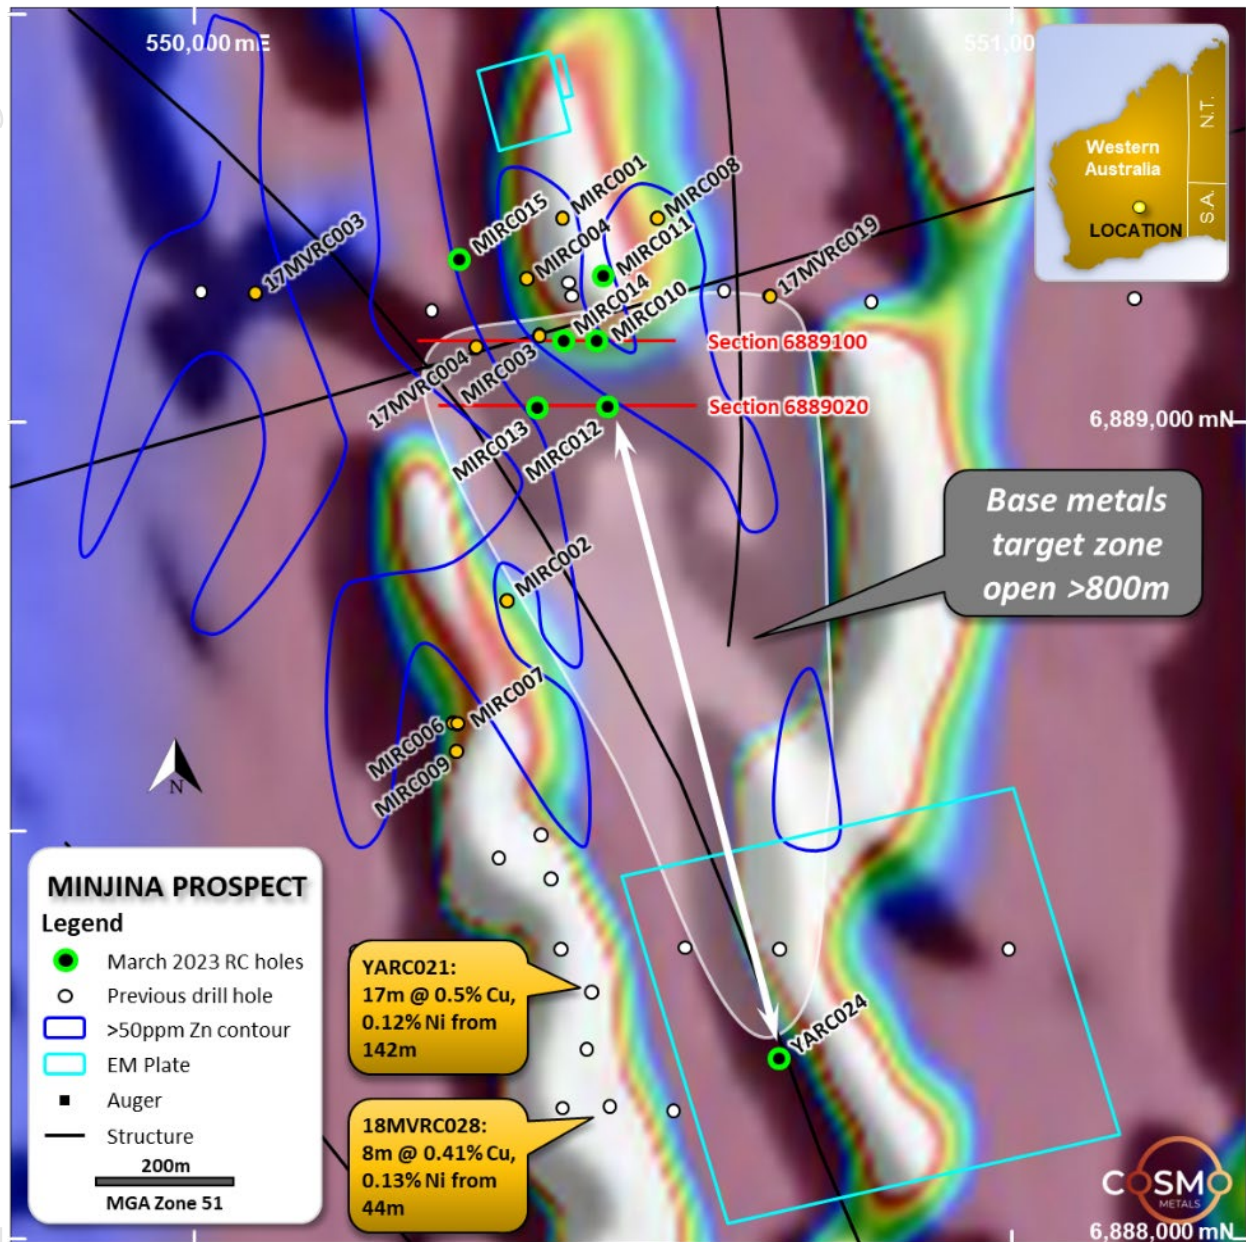 550,000 mE
551,00
N.T.
Western
Australia
S.A.
LOCATION
MIRC001
MIRC008
MIRC015
MIRC004
MIRC011
17MVRC003
17MVRC019
MIRC014
MIRC010
Section 6889100
17MVRC004
MIRC003
Section 6889020
6,889,000 mN
MIRC013
MIRC012
Base metals
target zone
open >800m
MIRC002
MIRC007
MIRC006
MIRC009
N
MINJINA PROSPECT
Legend
March 2023 RC holes
Previous drill hole
>50ppm Zn contour
EM Plate
Auger
Structure
200m
MGA Zone 51
YARC021:
17m @ 0.5% Cu,
0.12% Ni from
142m
YARC024
18MVRC028:
8m @ 0.41% Cu,
0.13% Ni from
44m
COSMO
METALS
6,888,000 mN